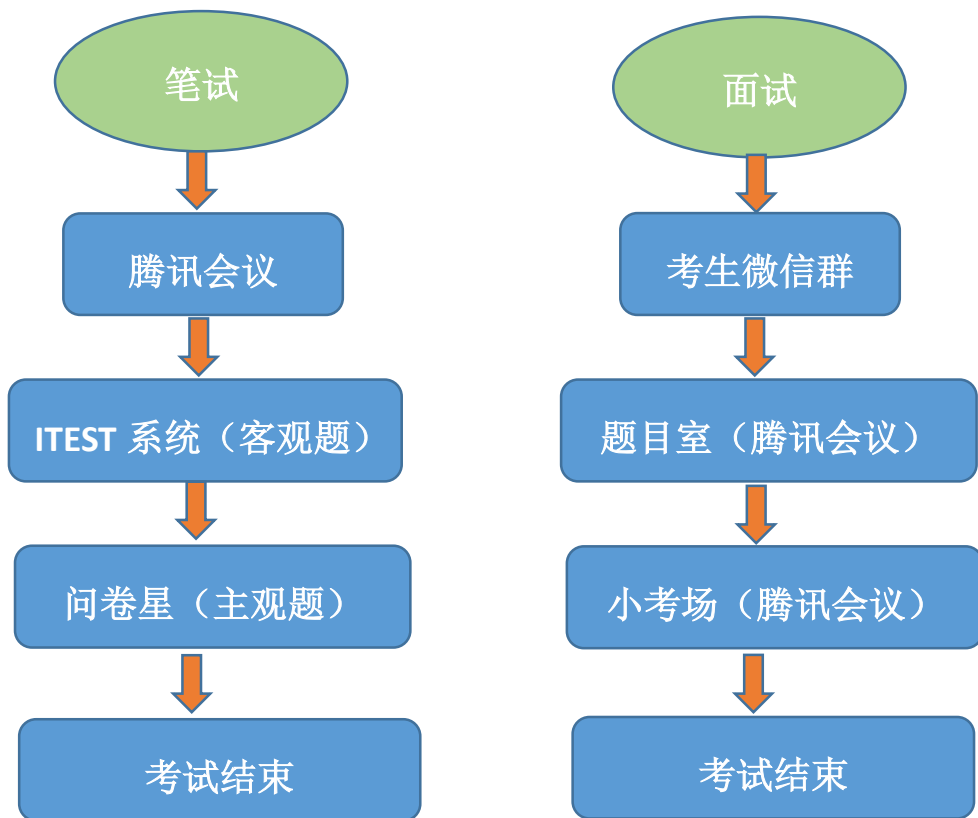 笔试
腾讯会议
ITEST 系统（客观题）
问卷星（主观题）
考试结束
面试
考生微信群
题目室（腾讯会议）
小考场（腾讯会议）
考试结束